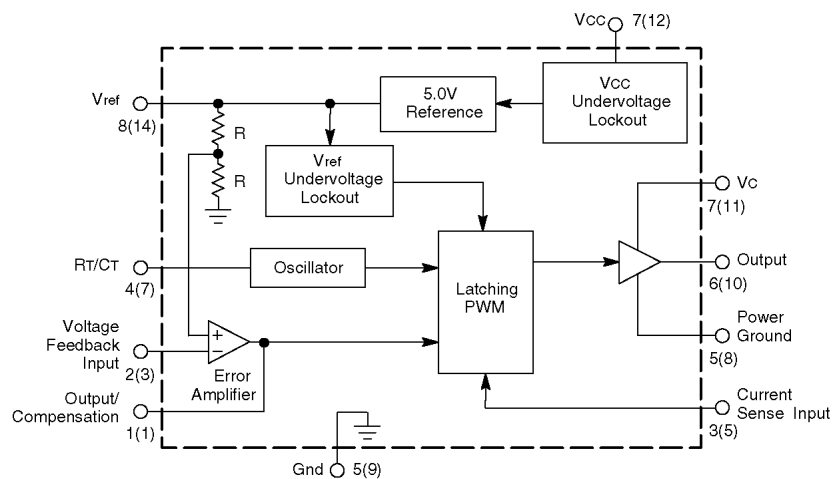 VCC 7(12)
Vref
8(14)
R
R
5.0V
Reference
VCC
Undervoltage
Lockout
Vref
Undervoltage
Lockout
VC
7(11)
RT/CT
4(7)
Oscillator
Latching
PWM
Output
6(10)
Voltage
Feedback
Input
2(3)
+
−
Error
Amplifier
Power
Ground
5(8)
Output/
Compensation
1(1)
Current
Sense Input
3(5)
Gnd 5(9)